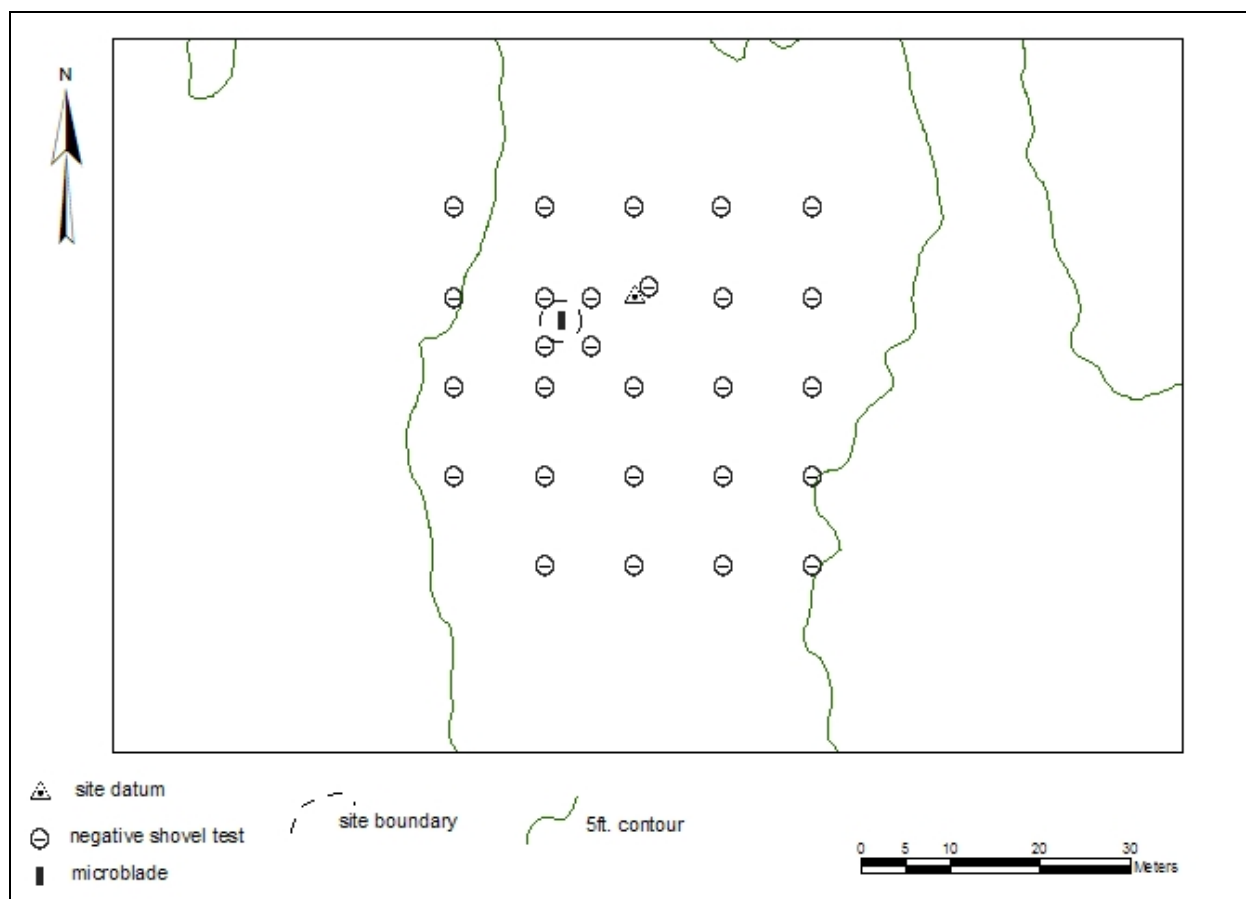 N
site datum
negative shovel test
microblade
site boundary
5ft. contour
0 5 10 20 30
Meters